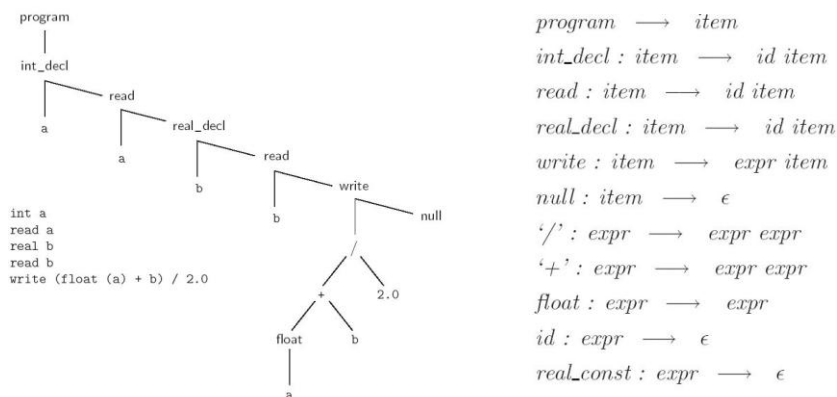 program
int_decl
read
a
real_decl
a
read
b
write
b
null
/
+
2.0
float
b
a
int a
read a
real b
read b
write (float (a) + b) / 2.0
program ⟶ item
int_decl : item ⟶ id item
read : item ⟶ id item
real_decl : item ⟶ id item
write : item ⟶ expr item
null : item ⟶ ϵ
‘/’ : expr ⟶ expr expr
‘+’ : expr ⟶ expr expr
float : expr ⟶ expr
id : expr ⟶ ϵ
real_const : expr ⟶ ϵ